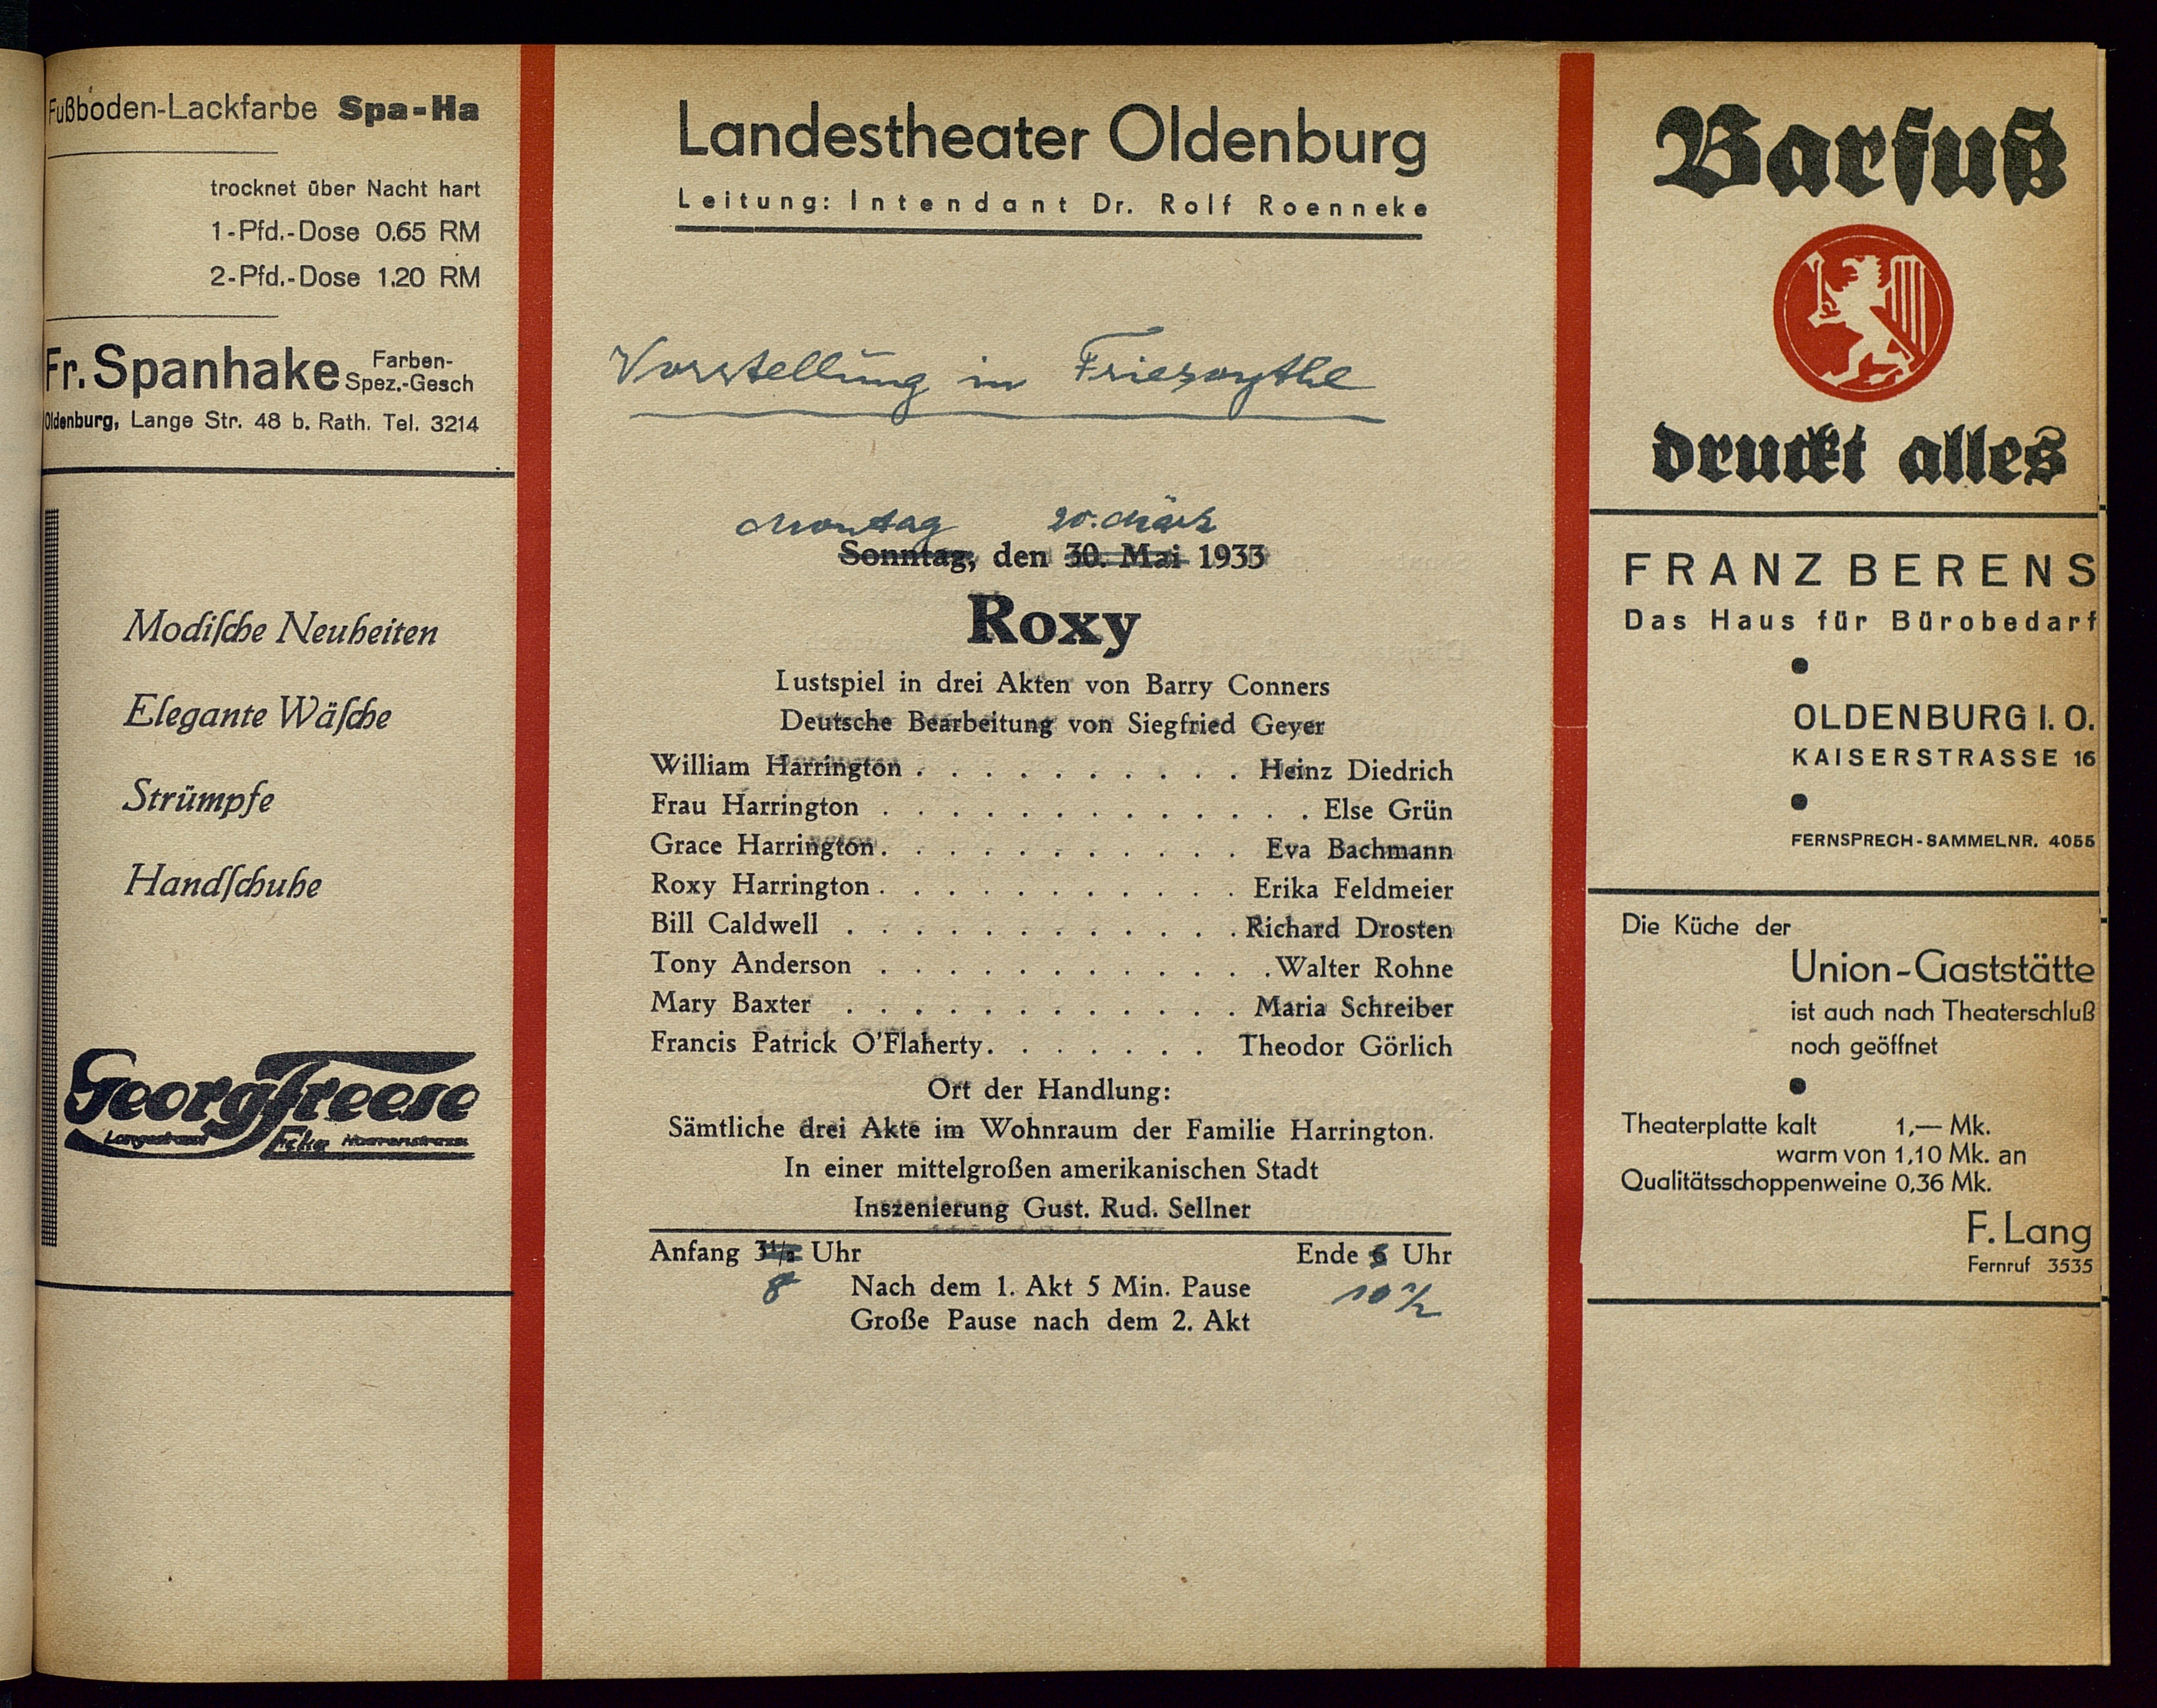 Fußboden-Lackfarbe Spa-Ha
trocknet über Nacht hart
1-Pfd.-Dose 0.65 RM
2-Pfd.-Dose 1.20 RM
Fr. Spanhake Farben-
Spez.-Gesch
Oldenburg, Lange Str. 48 b. Rath. Tel. 3214
Modische Neuheiten
Elegante Wäsche
Strümpfe
Handschuhe
Georg Freese
Langestrasse Ecke Haarenstrasse
Landestheater Oldenburg
Leitung: Intendant Dr. Rolf Roenneke
Vorstellung in Friesoythe
Montag 20. März
Sonntag, den 30. Mai 1933
Roxy
Lustspiel in drei Akten von Barry Conners
Deutsche Bearbeitung von Siegfried Geyer
William Harrington . . . . . . . . . . Heinz Diedrich
Frau Harrington . . . . . . . . . . . . . Else Grün
Grace Harrington. . . . . . . . . . . Eva Bachmann
Roxy Harrington . . . . . . . . . . . Erika Feldmeier
Bill Caldwell . . . . . . . . . . . . Richard Drosten
Tony Anderson . . . . . . . . . . . . Walter Rohne
Mary Baxter . . . . . . . . . . . . Maria Schreiber
Francis Patrick O'Flaherty. . . . . . . Theodor Görlich
Ort der Handlung:
Sämtliche drei Akte im Wohnraum der Familie Harrington.
In einer mittelgroßen amerikanischen Stadt
Inszenierung Gust. Rud. Sellner
Anfang 3½ Uhr Ende 6 Uhr
8 Nach dem 1. Akt 5 Min. Pause 10 ½
Große Pause nach dem 2. Akt
Barfuß
druckt alles
FRANZ BERENS
Das Haus für Bürobedarf
OLDENBURG I. O.
KAISERSTRASSE 16
FERNSPRECH-SAMMELNR. 4055
Die Küche der
Union-Gaststätte
ist auch nach Theaterschluß
noch geöffnet
Theaterplatte kalt 1,— Mk.
warm von 1,10 Mk. an
Qualitätsschoppenweine 0,36 Mk.
F. Lang
Fernruf 3535